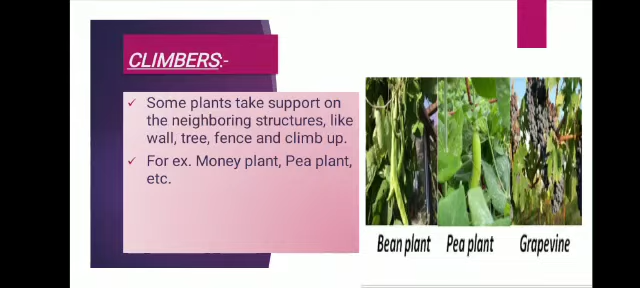 CLIMBERS:-
Some plants take support on
the neighboring structures, like
wall, tree, fence and climb up.
For ex. Money plant, Pea plant,
etc.
Bean plant
Pea plant
Grapevine